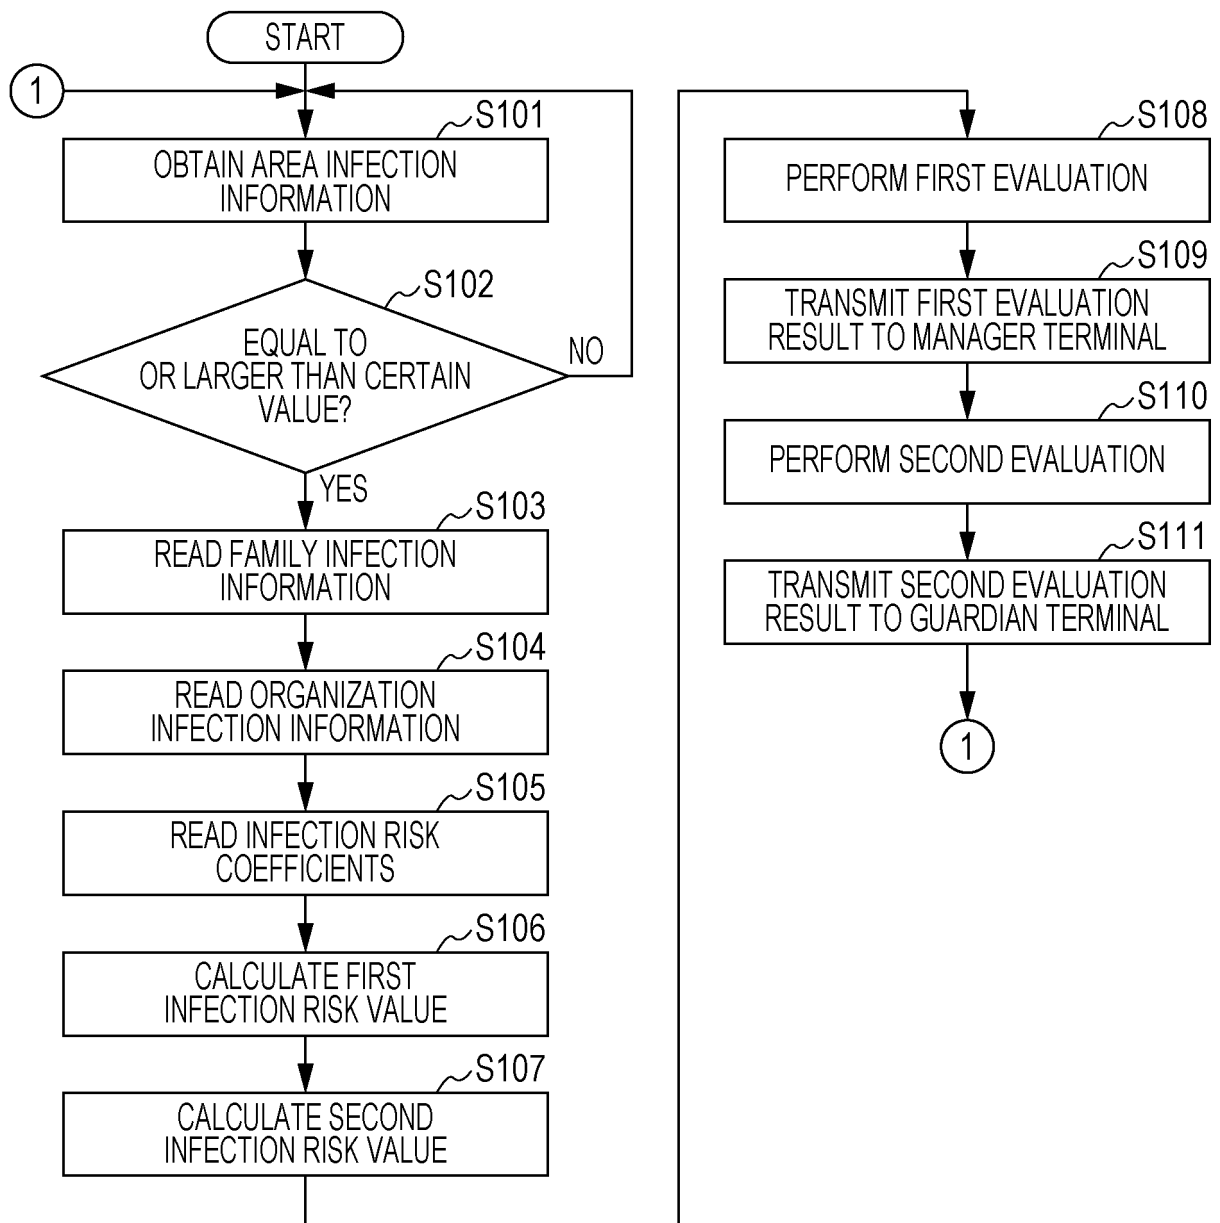 START
1
S101
OBTAIN AREA INFECTION
INFORMATION
S102
EQUAL TO
OR LARGER THAN CERTAIN
VALUE?
NO
YES
S103
READ FAMILY INFECTION
INFORMATION
S104
READ ORGANIZATION
INFECTION INFORMATION
S105
READ INFECTION RISK
COEFFICIENTS
S106
CALCULATE FIRST
INFECTION RISK VALUE
S107
CALCULATE SECOND
INFECTION RISK VALUE
S108
PERFORM FIRST EVALUATION
S109
TRANSMIT FIRST EVALUATION
RESULT TO MANAGER TERMINAL
S110
PERFORM SECOND EVALUATION
S111
TRANSMIT SECOND EVALUATION
RESULT TO GUARDIAN TERMINAL
1